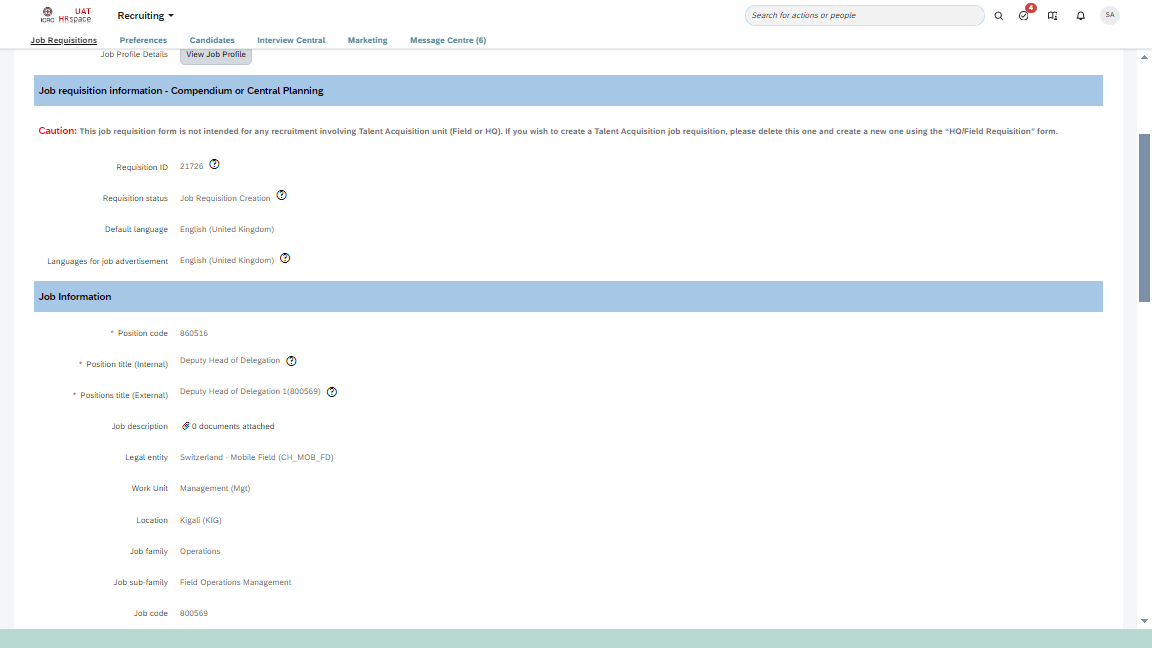 ICRC
UAT
HRspace
Recruiting
Search for actions or people
4
SA
Job Requisitions
Preferences
Candidates
Interview Central
Marketing
Message Centre (6)
Job Profile Details
View Job Profile
Job requisition information - Compendium or Central Planning
Caution: This job requisition form is not intended for any recruitment involving Talent Acquisition unit (Field or HQ). If you wish to create a Talent Acquisition job requisition, please delete this one and create a new one using the “HQ/Field Requisition” form.
Requisition ID 21726
Requisition status Job Requisition Creation
Default language English (United Kingdom)
Languages for job advertisement English (United Kingdom)
Job Information
* Position code 860516
* Position title (Internal) Deputy Head of Delegation
* Positions title (External) Deputy Head of Delegation 1(800569)
Job description 0 documents attached
Legal entity Switzerland - Mobile Field (CH_MOB_FD)
Work Unit Management (Mgt)
Location Kigali (KIG)
Job family Operations
Job sub-family Field Operations Management
Job code 800569